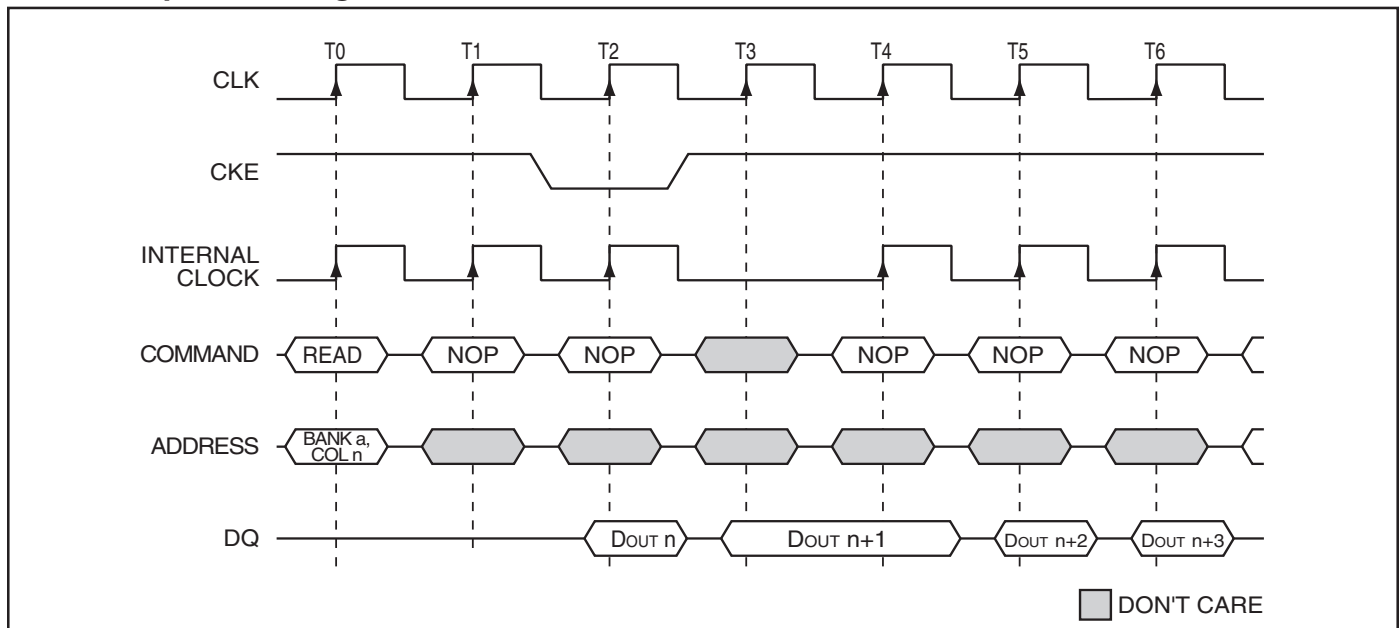 T0 T1 T2 T3 T4 T5 T6
CLK
CKE
INTERNAL
CLOCK
COMMAND READ NOP NOP NOP NOP NOP
ADDRESS BANK a,
COL n
DQ DOUT n DOUT n+1 DOUT n+2 DOUT n+3
DON'T CARE